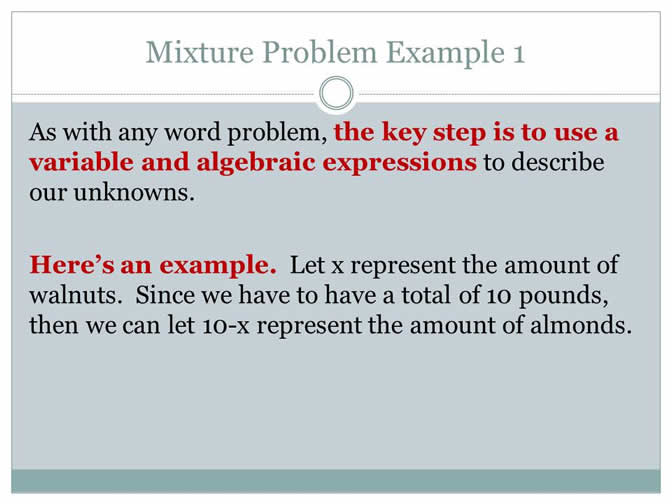 Mixture Problem Example 1
As with any word problem, the key step is to use a
variable and algebraic expressions to describe
our unknowns.
Here’s an example.  Let x represent the amount of
walnuts.  Since we have to have a total of 10 pounds,
then we can let 10-x represent the amount of almonds.